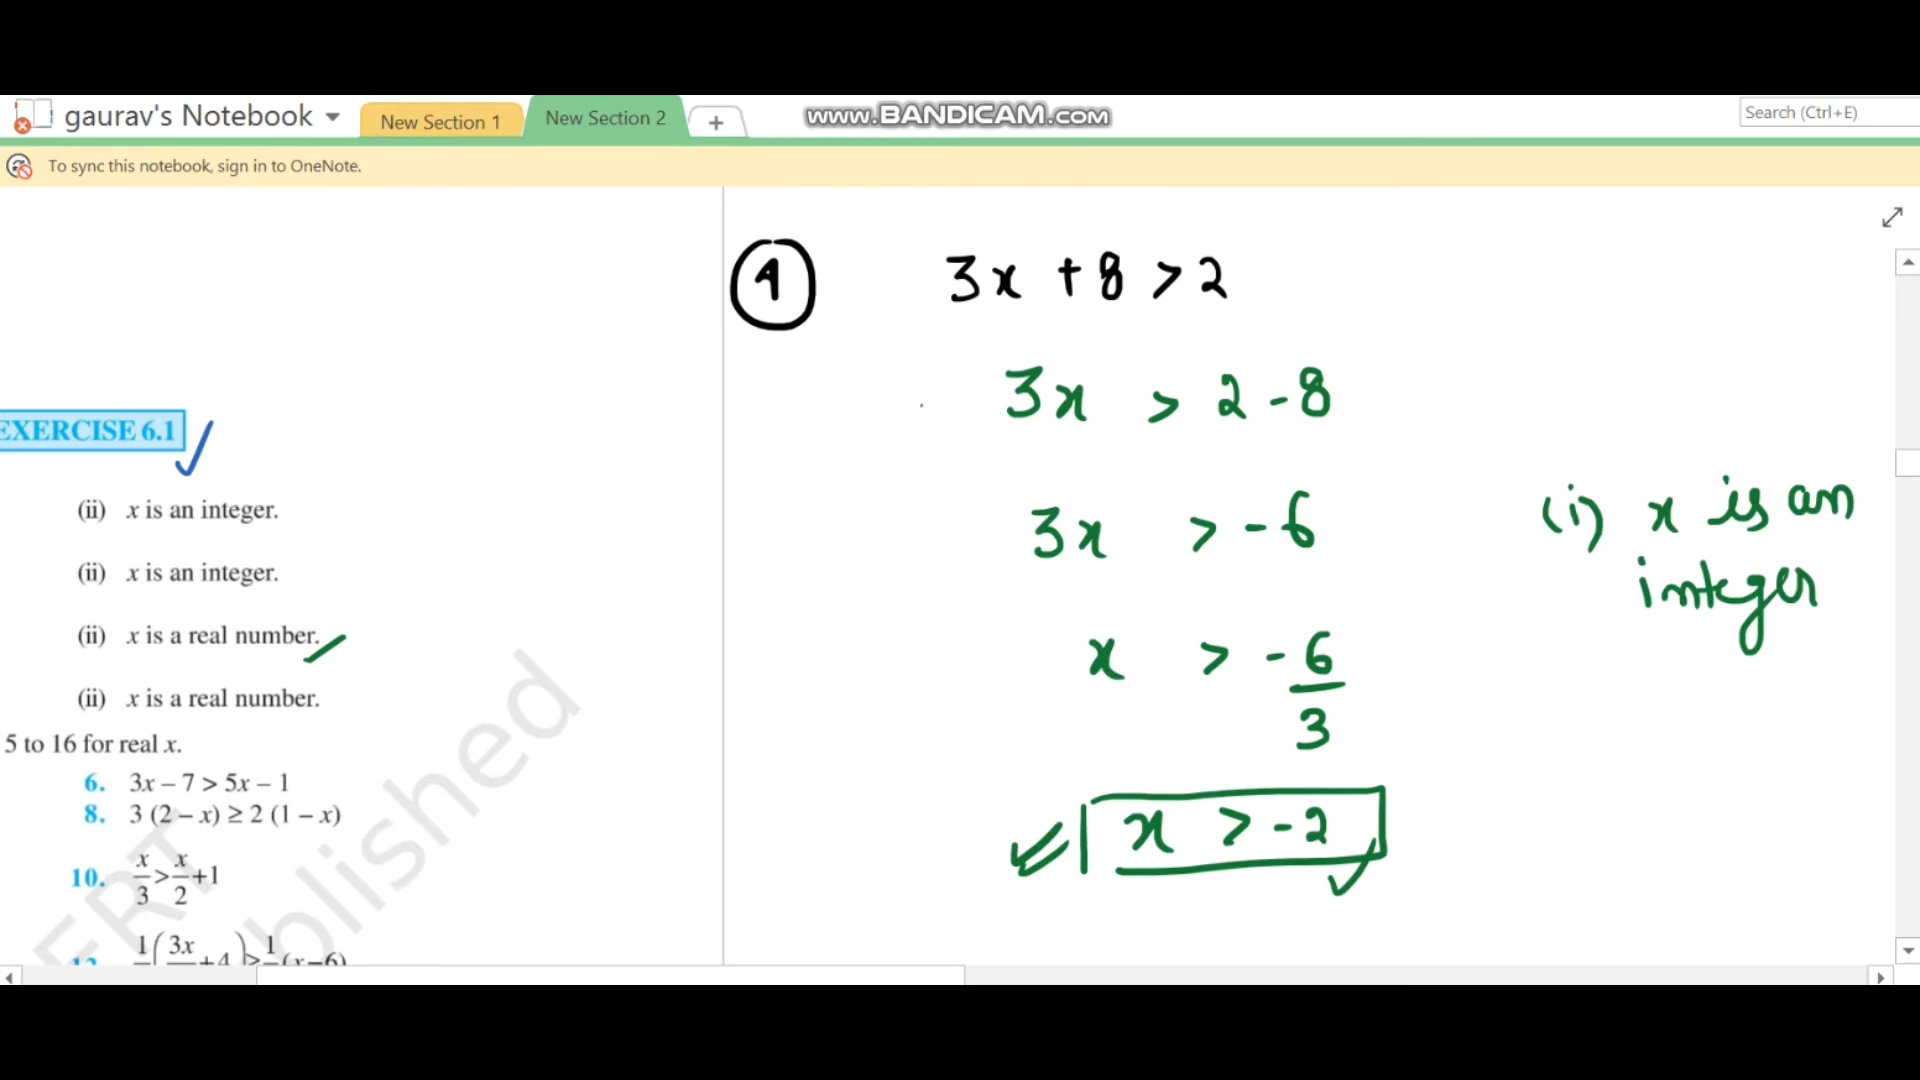 gaurav's Notebook
New Section 1
New Section 2
+
www.BANDICAM.com
Search (Ctrl+E)
To sync this notebook, sign in to OneNote.
EXERCISE 6.1
(ii) x is an integer.
(ii) x is an integer.
(ii) x is a real number.
(ii) x is a real number.
5 to 16 for real x.
6. 3x – 7 > 5x – 1
8. 3 (2 – x) ≥ 2 (1 – x)
10. x/3 > x/2 + 1
blished
4
3x + 8 > 2
3x > 2 - 8
3x > -6
x > -6/3
x > -2
(i) x is an
integer